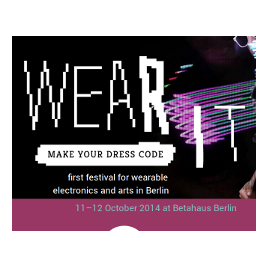 WEAR IT
MAKE YOUR DRESS CODE
first festival for wearable
electronics and arts in Berlin
11–12 October 2014 at Betahaus Berlin